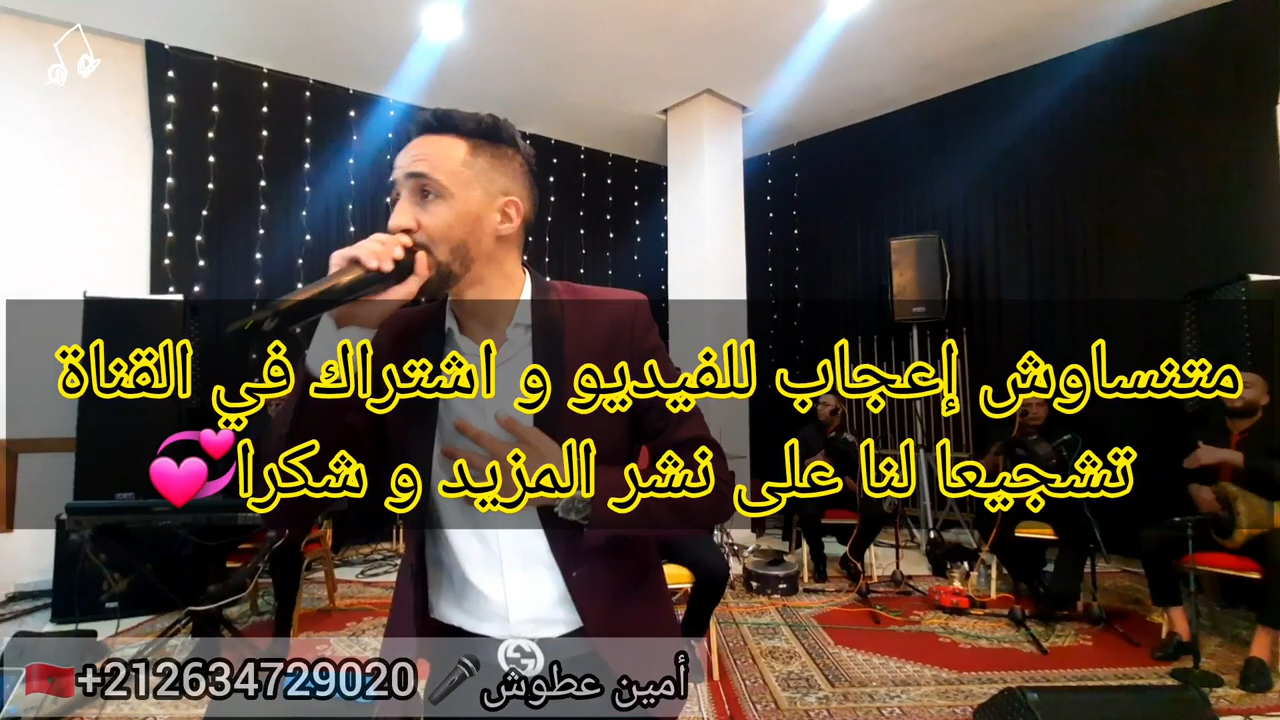 متنساوش إعجاب للفيديو و اشتراك في القناة
تشجيعا لنا على نشر المزيد و شكرا💞
🇲🇦+212634729020 🎤 أمين عطوش